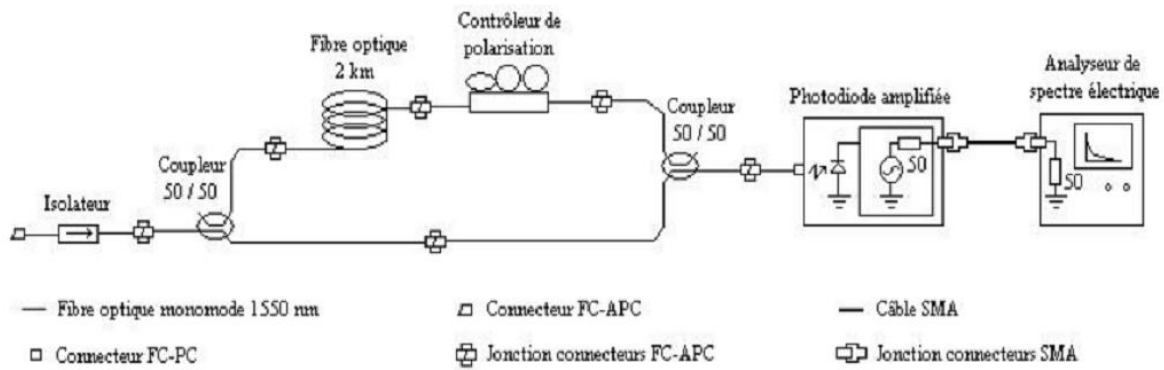 Contrôleur de
polarisation
Fibre optique
2 km
Coupleur
50 / 50
Isolateur
Coupleur
50 / 50
Photodiode amplifiée
50
Analyseur de
spectre électrique
50
Fibre optique monomode 1550 nm
Connecteur FC-APC
Câble SMA
Connecteur FC-PC
Jonction connecteurs FC-APC
Jonction connecteurs SMA